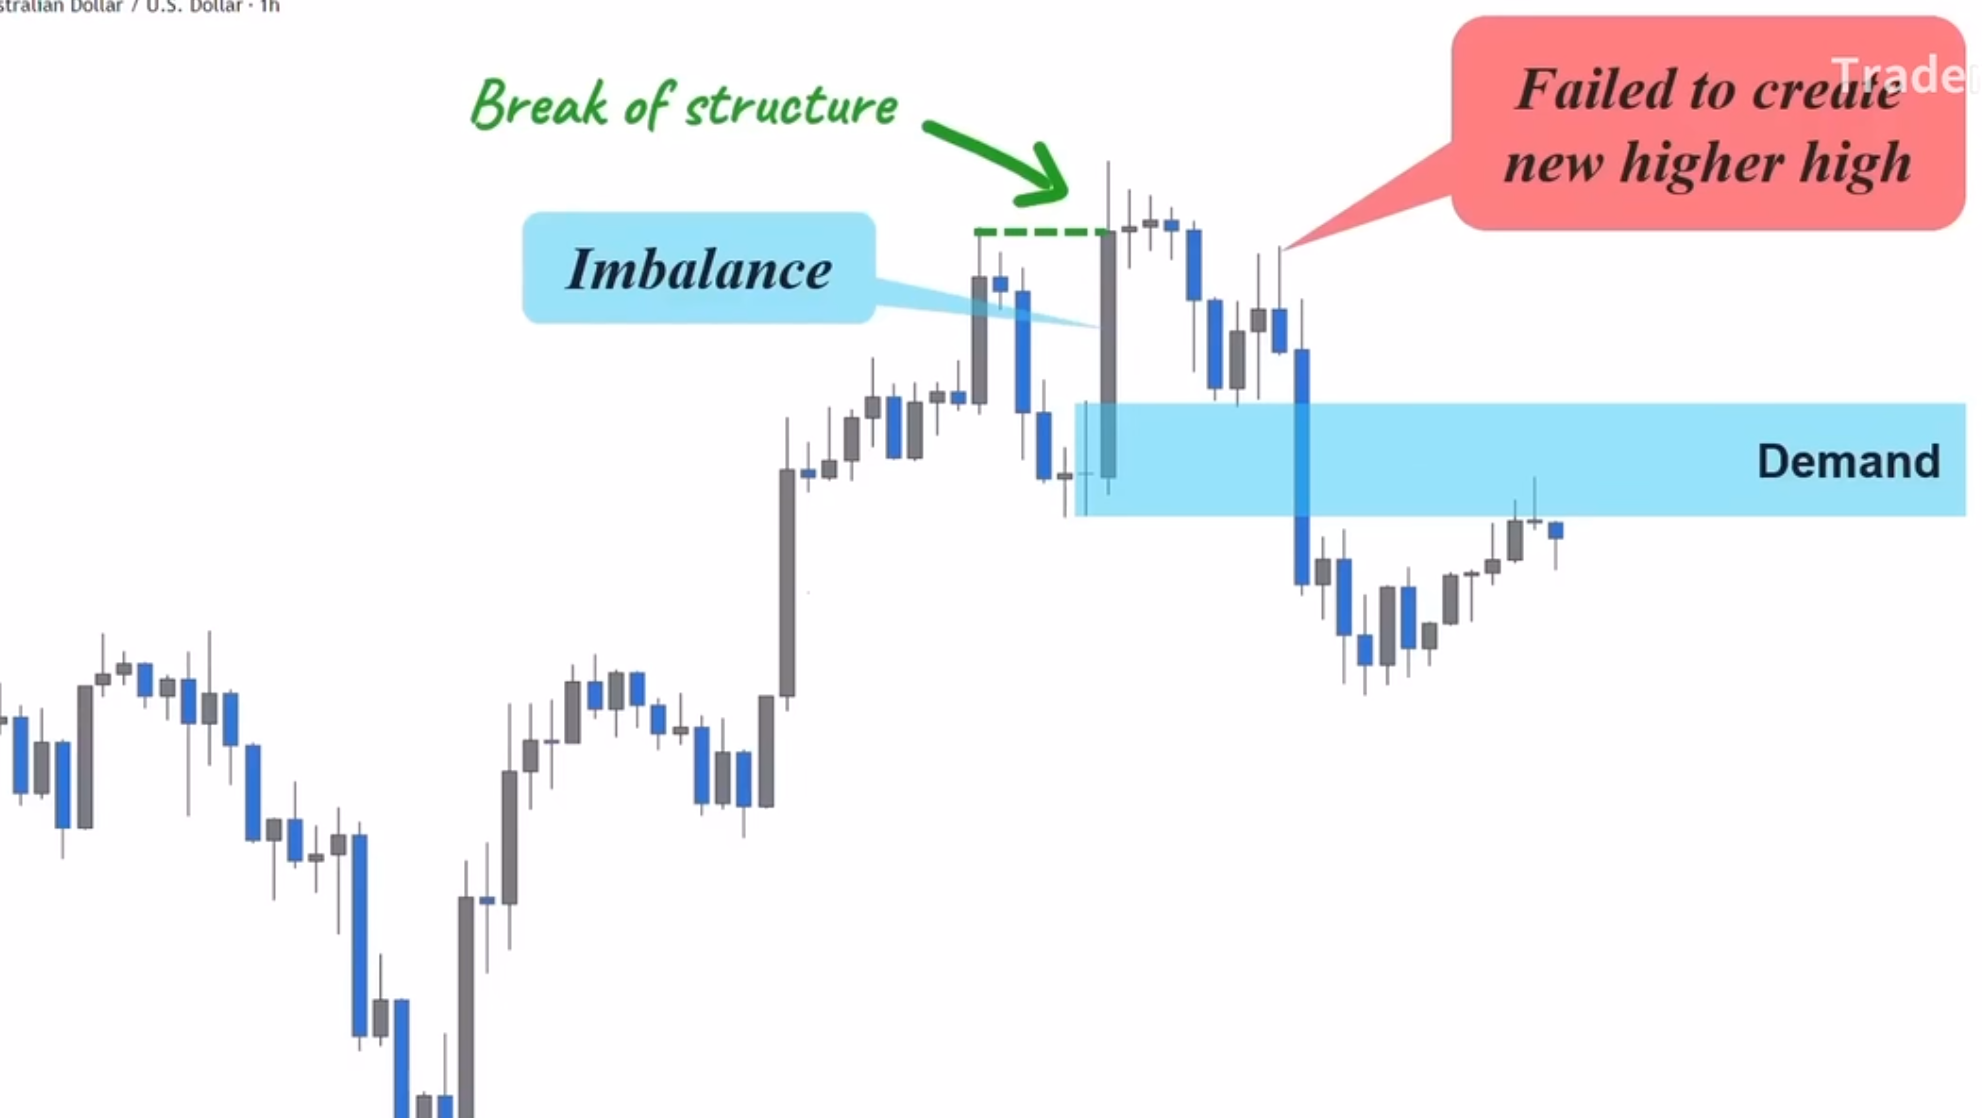 stralian Dollar / U.S. Dollar · 1h
Break of structure
Imbalance
Failed to create
new higher high
Trade
Demand